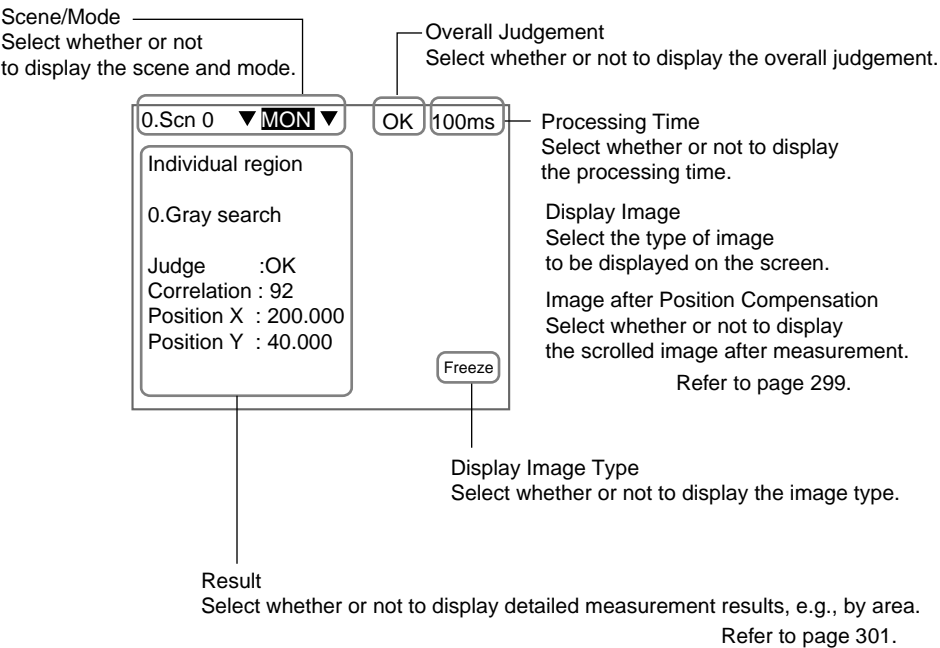 Scene/Mode
Select whether or not
to display the scene and mode.
Overall Judgement
Select whether or not to display the overall judgement.
0.Scn 0 ▼ MON ▼ OK 100ms
Processing Time
Select whether or not to display
the processing time.
Individual region
0.Gray search
Judge :OK
Correlation : 92
Position X : 200.000
Position Y : 40.000
Freeze
Display Image
Select the type of image
to be displayed on the screen.
Image after Position Compensation
Select whether or not to display
the scrolled image after measurement.
Refer to page 299.
Display Image Type
Select whether or not to display the image type.
Result
Select whether or not to display detailed measurement results, e.g., by area.
Refer to page 301.